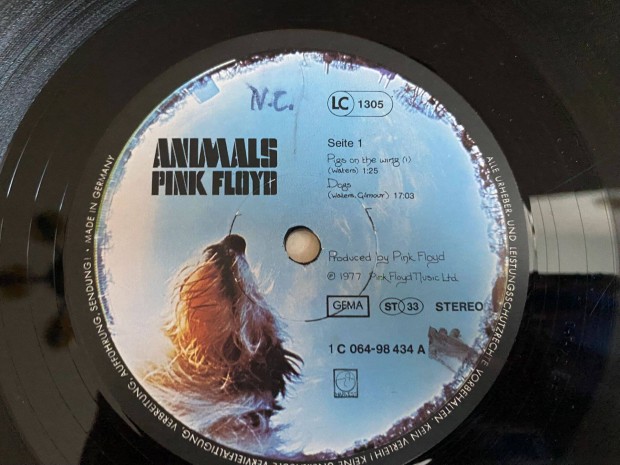 N.C.
LC 1305
ANIMALS
PINK FLOYD
Seite 1
Pigs on the wing (1)
(Waters) 1:25
Dogs
(Waters, Gilmour) 17:03
Produced by Pink Floyd
© 1977 Pink Floyd Music Ltd.
GEMA ST 33 STEREO
1 C 064-98 434 A
HARVEST
ALLE URHEBER- UND LEISTUNGSSCHUTZRECHTE VORBEHALTEN. KEIN VERLEIH! KEINE UNERLAUBTE VERVIELFÄLTIGUNG, VERBREITUNG, AUFFÜHRUNG, SENDUNG! • MADE IN GERMANY